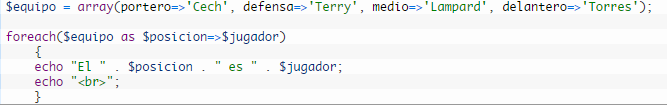 $equipo = array(portero=>'Cech', defensa=>'Terry', medio=>'Lampard', delantero=>'Torres');
foreach($equipo as $posicion=>$jugador)
{
echo "El " . $posicion . " es " . $jugador;
echo "<br>";
}